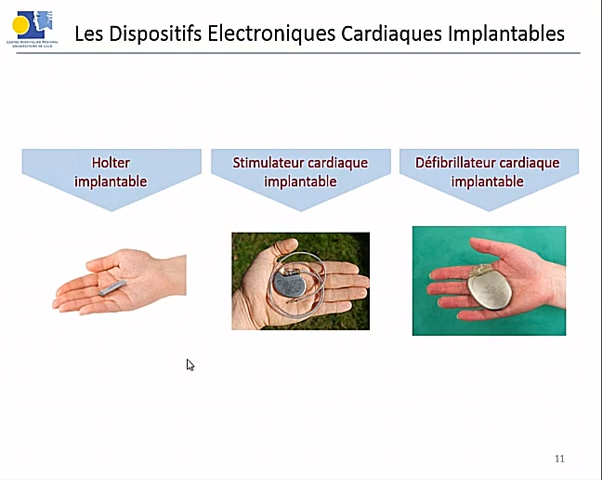 Les Dispositifs Electroniques Cardiaques Implantables
Holter
implantable
Stimulateur cardiaque
implantable
Défibrillateur cardiaque
implantable
11